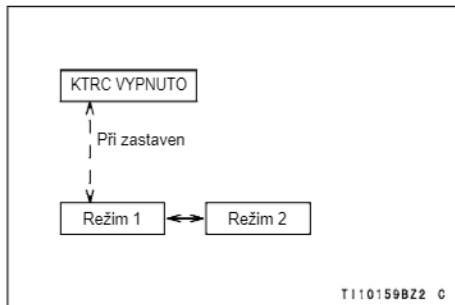 KTRC VYPNUTO
Při zastaven
Režim 1
Režim 2
TI10159BZ2 C